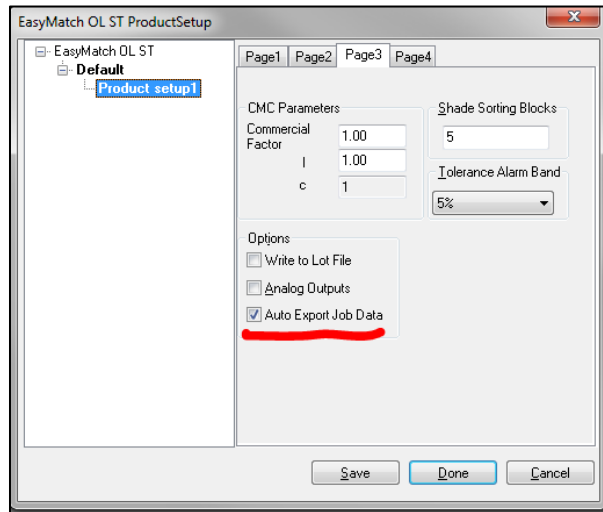 EasyMatch OL ST ProductSetup
EasyMatch OL ST
Default
Product setup1
Page1 Page2 Page3 Page4
CMC Parameters
Commercial Factor 1.00
l 1.00
c 1
Shade Sorting Blocks
5
Tolerance Alarm Band
5%
Options
Write to Lot File
Analog Outputs
Auto Export Job Data
Save Done Cancel